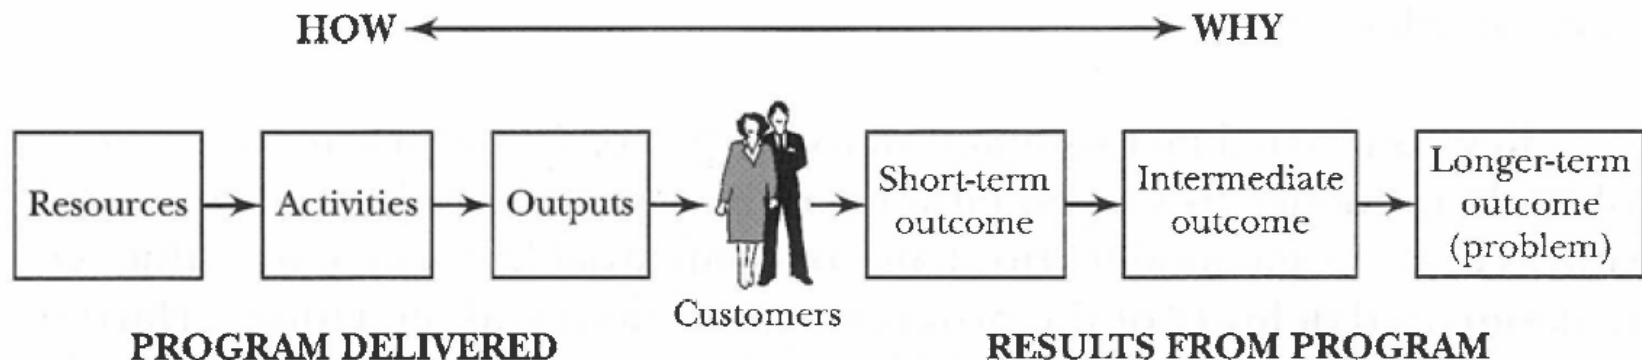 HOW WHY
Resources
Activities
Outputs
Customers
Short-term
outcome
Intermediate
outcome
Longer-term
outcome
(problem)
PROGRAM DELIVERED RESULTS FROM PROGRAM